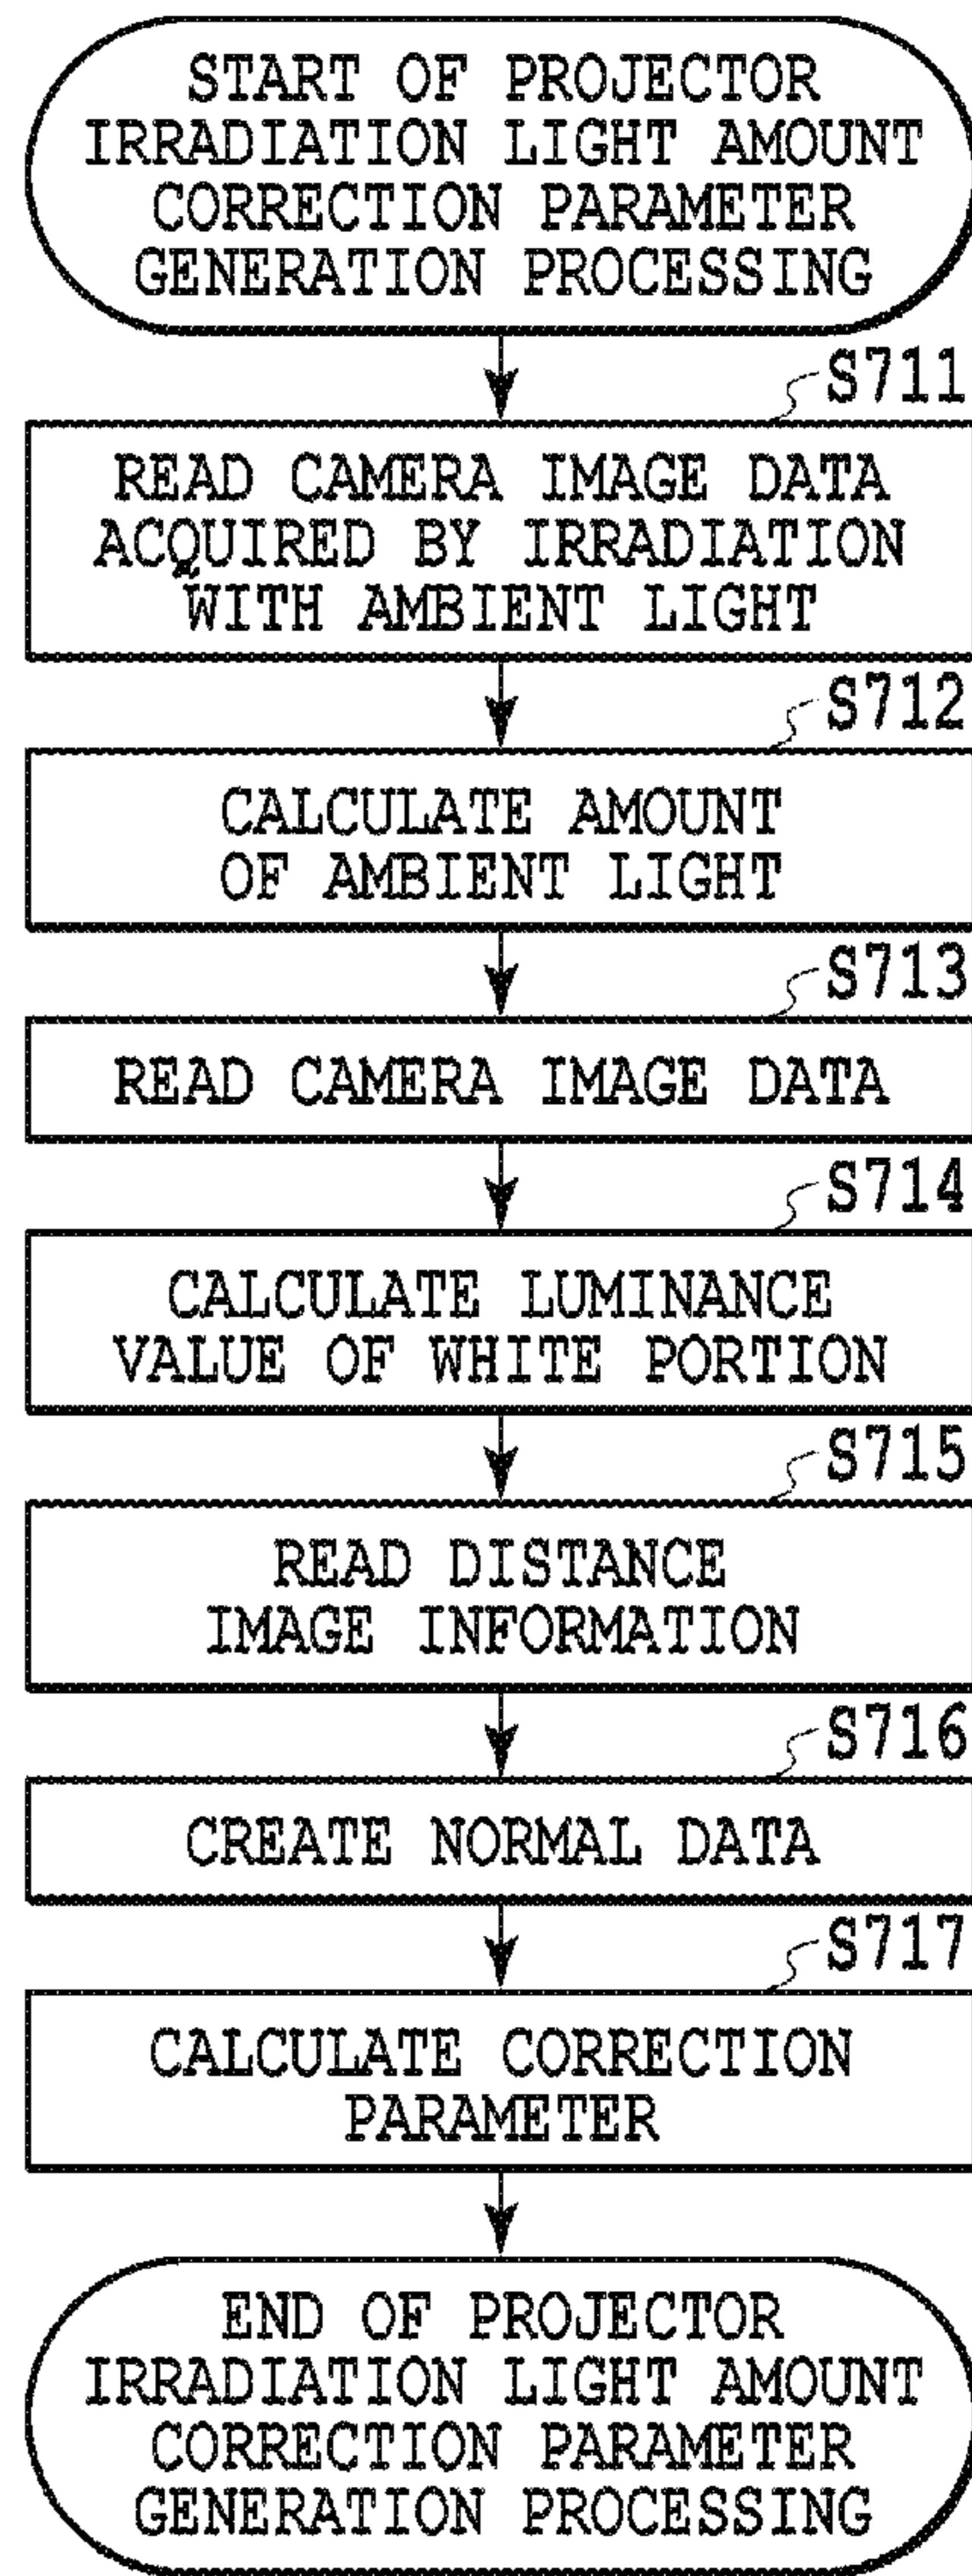 START OF PROJECTOR
IRRADIATION LIGHT AMOUNT
CORRECTION PARAMETER
GENERATION PROCESSING
S711
READ CAMERA IMAGE DATA
ACQUIRED BY IRRADIATION
WITH AMBIENT LIGHT
S712
CALCULATE AMOUNT
OF AMBIENT LIGHT
S713
READ CAMERA IMAGE DATA
S714
CALCULATE LUMINANCE
VALUE OF WHITE PORTION
S715
READ DISTANCE
IMAGE INFORMATION
S716
CREATE NORMAL DATA
S717
CALCULATE CORRECTION
PARAMETER
END OF PROJECTOR
IRRADIATION LIGHT AMOUNT
CORRECTION PARAMETER
GENERATION PROCESSING